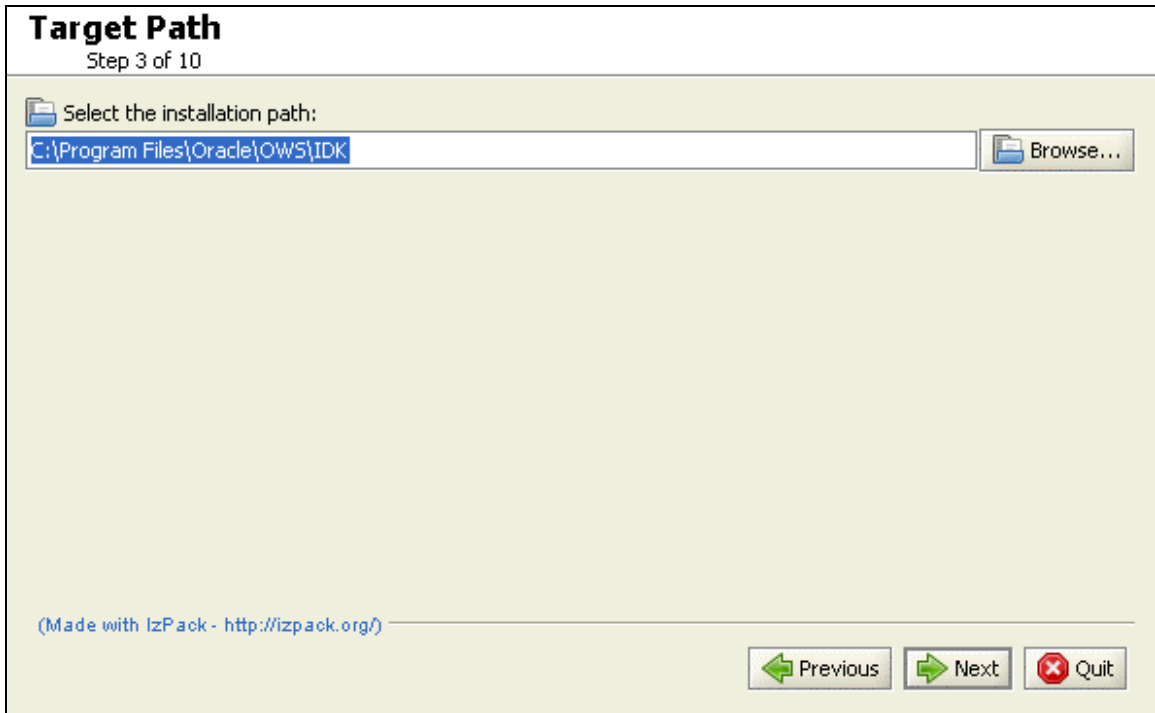 Target Path
Step 3 of 10
Select the installation path:
C:\Program Files\Oracle\OWS\IDK
Browse...
(Made with IzPack - http://izpack.org/)
Previous
Next
Quit